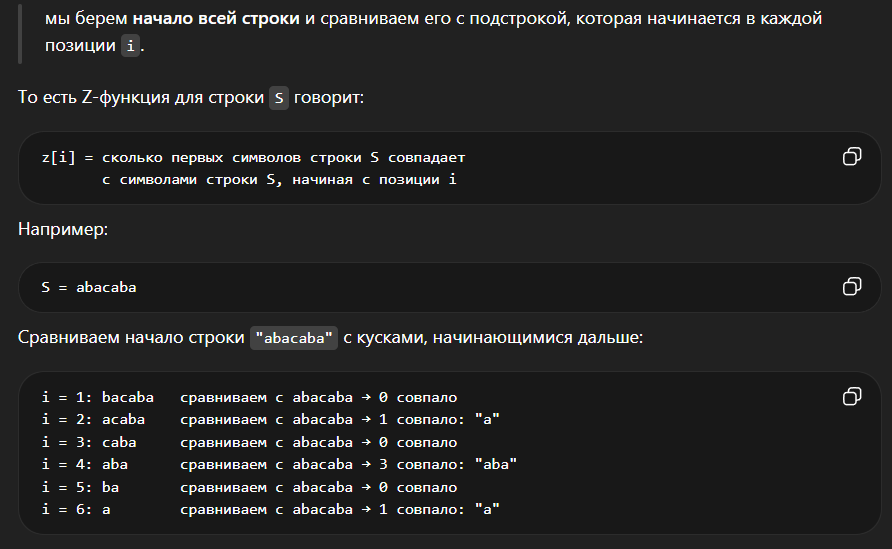 мы берем начало всей строки и сравниваем его с подстрокой, которая начинается в каждой
позиции i.
То есть Z-функция для строки S говорит:
z[i] = сколько первых символов строки S совпадает
с символами строки S, начиная с позиции i
Например:
S = abacaba
Сравниваем начало строки "abacaba" с кусками, начинающимися дальше:
i = 1: bacaba   сравниваем с abacaba → 0 совпало
i = 2: acaba    сравниваем с abacaba → 1 совпало: "a"
i = 3: caba     сравниваем с abacaba → 0 совпало
i = 4: aba      сравниваем с abacaba → 3 совпало: "aba"
i = 5: ba       сравниваем с abacaba → 0 совпало
i = 6: a        сравниваем с abacaba → 1 совпало: "a"